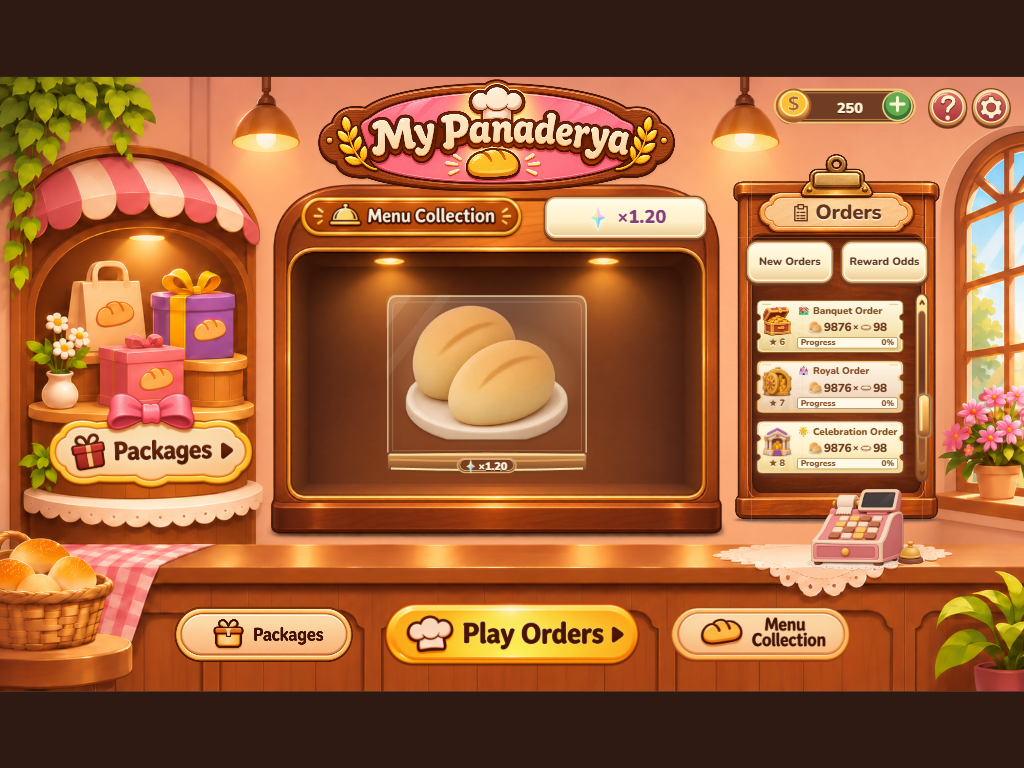 My Panaderya
$ 250 +
?
Menu Collection
×1.20
Orders
New Orders
Reward Odds
Banquet Order
9876× 98
★6
Progress 0%
Royal Order
9876× 98
★7
Progress 0%
Celebration Order
9876× 98
★8
Progress 0%
×1.20
Packages
Packages
Play Orders
Menu
Collection